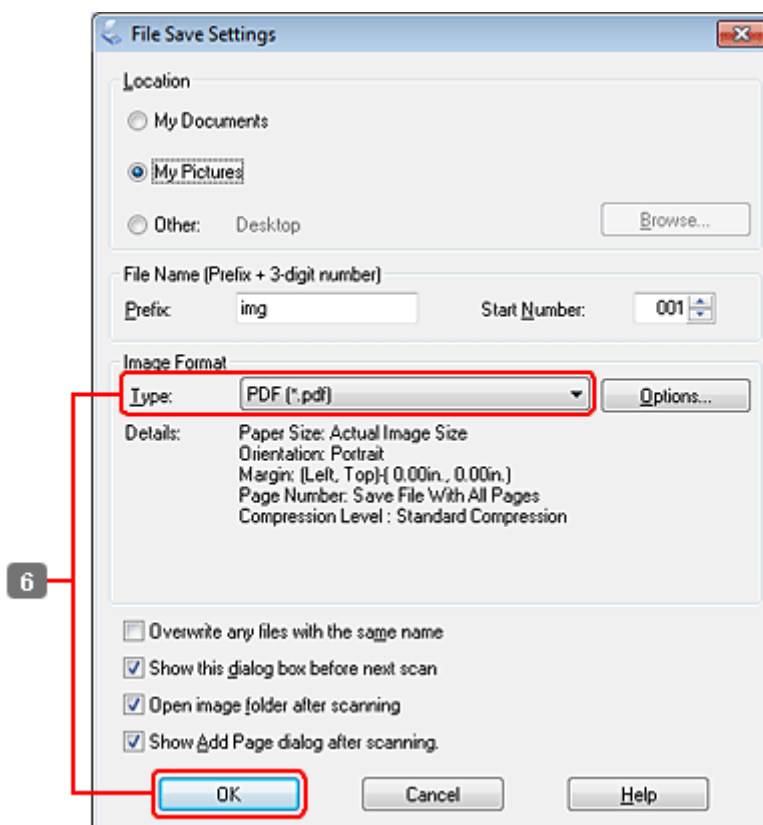 File Save Settings
Location
My Documents
My Pictures
Other: Desktop Browse...
File Name (Prefix + 3-digit number)
Prefix: img Start Number: 001
Image Format
Type: PDF (*.pdf) Options...
Details: Paper Size: Actual Image Size
Orientation: Portrait
Margin: (Left, Top)-( 0.00in., 0.00in.)
Page Number: Save File With All Pages
Compression Level : Standard Compression
6
Overwrite any files with the same name
Show this dialog box before next scan
Open image folder after scanning
Show Add Page dialog after scanning.
OK Cancel Help